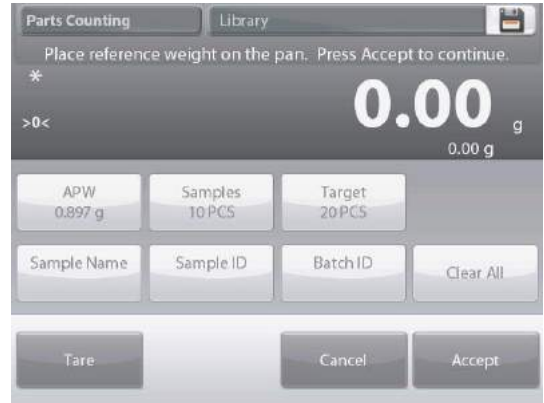 Parts Counting
Library
Place reference weight on the pan. Press Accept to continue.
*
>0<
0.00 g
0.00 g
APW
0.897 g
Samples
10 PCS
Target
20 PCS
Sample Name
Sample ID
Batch ID
Clear All
Tare
Cancel
Accept